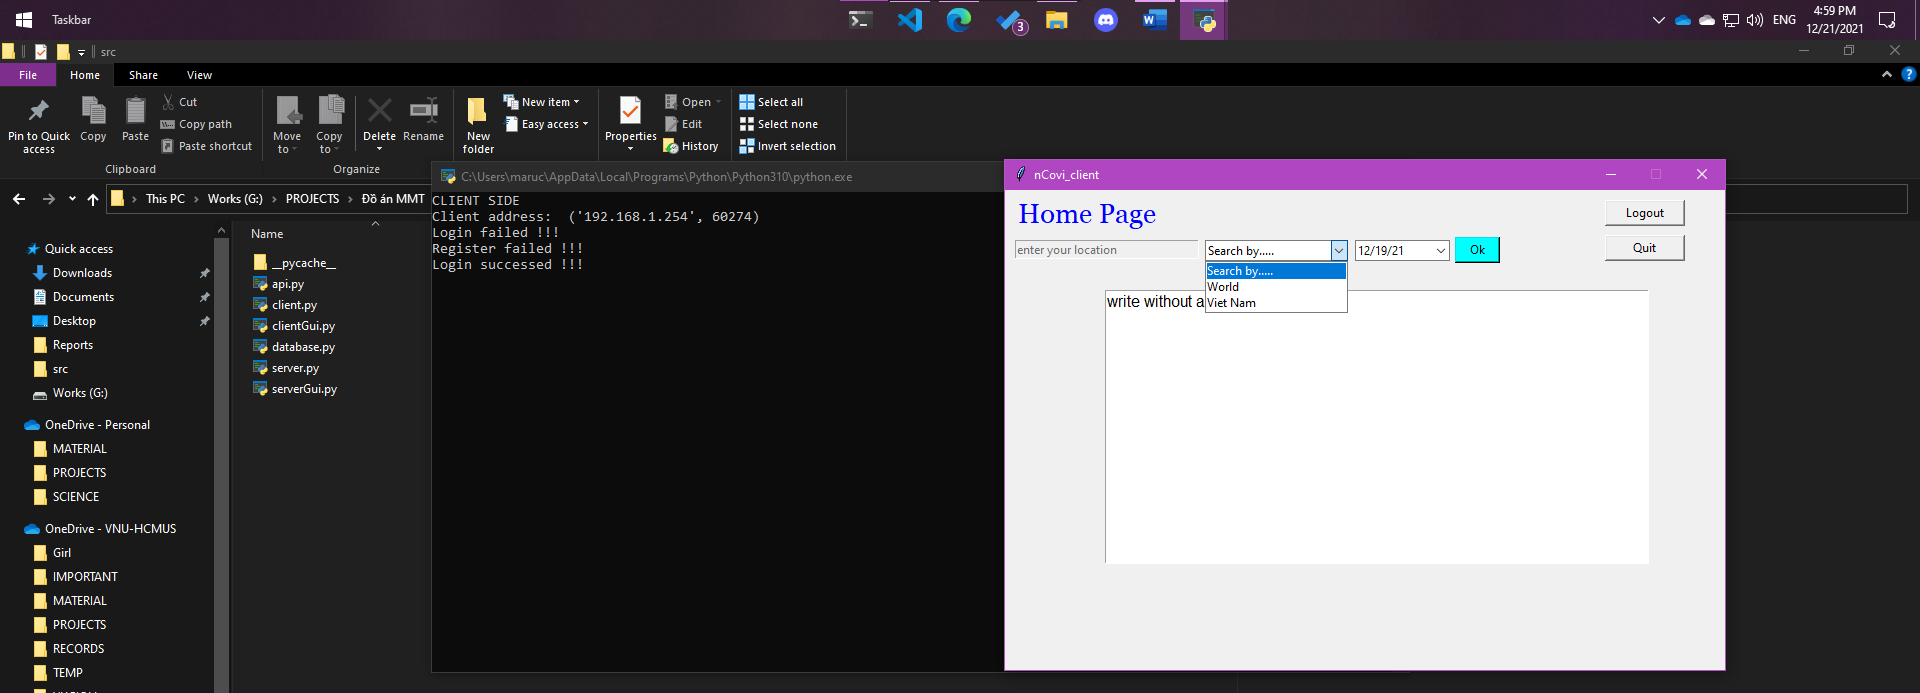 Taskbar
3
ENG
4:59 PM
12/21/2021
src
File
Home
Share
View
Pin to Quick access
Copy
Paste
Cut
Copy path
Paste shortcut
Clipboard
Move to
Copy to
Delete
Rename
Organize
New folder
New item
Easy access
Properties
Open
Edit
History
Select all
Select none
Invert selection
This PC
Works (G:)
PROJECTS
Đồ án MMT
Quick access
Downloads
Documents
Desktop
Reports
src
Works (G:)
OneDrive - Personal
MATERIAL
PROJECTS
SCIENCE
OneDrive - VNU-HCMUS
Girl
IMPORTANT
MATERIAL
PROJECTS
RECORDS
TEMP
Name
__pycache__
api.py
client.py
clientGui.py
database.py
server.py
serverGui.py
C:\Users\maruc\AppData\Local\Programs\Python\Python310\python.exe
CLIENT SIDE
Client address:  ('192.168.1.254', 60274)
Login failed !!!
Register failed !!!
Login successed !!!
nCovi_client
Home Page
Logout
enter your location
Search by.....
12/19/21
Ok
Quit
Search by.....
World
Viet Nam
write without a